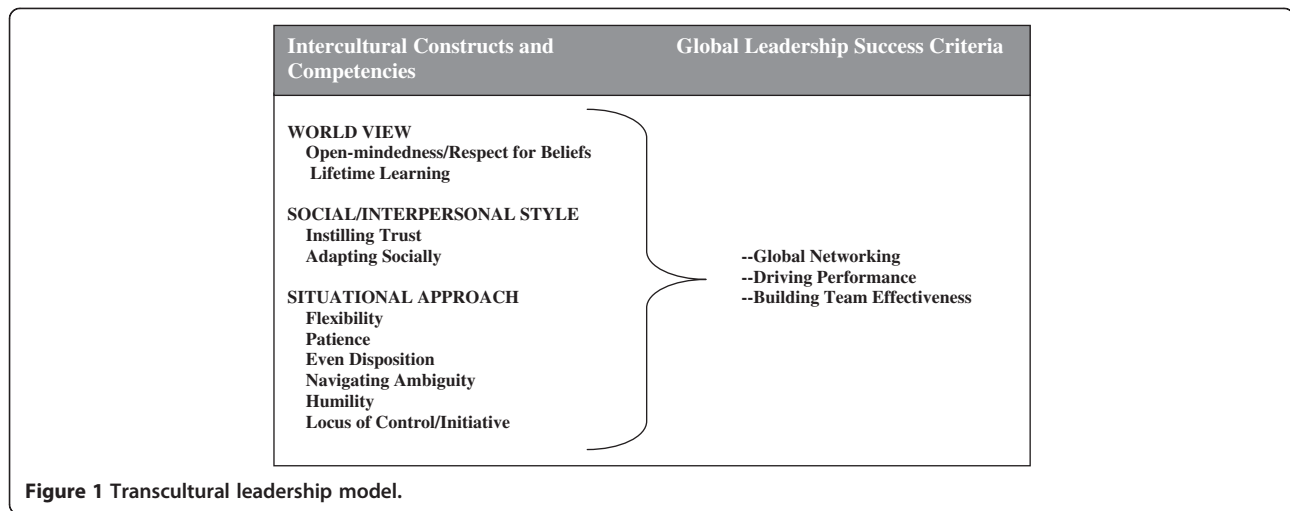 Intercultural Constructs and
Competencies
Global Leadership Success Criteria
WORLD VIEW
Open-mindedness/Respect for Beliefs
Lifetime Learning
SOCIAL/INTERPERSONAL STYLE
Instilling Trust
Adapting Socially
SITUATIONAL APPROACH
Flexibility
Patience
Even Disposition
Navigating Ambiguity
Humility
Locus of Control/Initiative
--Global Networking
--Driving Performance
--Building Team Effectiveness
Figure 1 Transcultural leadership model.